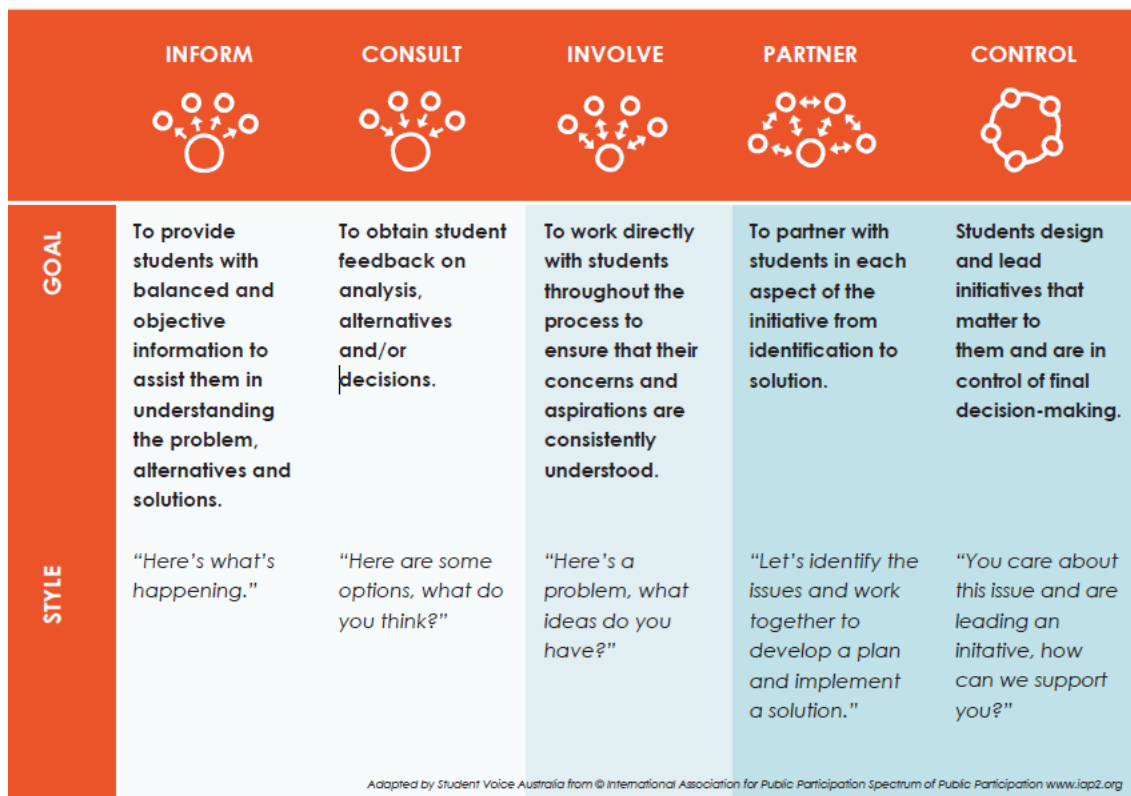 INFORM
CONSULT
INVOLVE
PARTNER
CONTROL
GOAL
To provide
students with
balanced and
objective
information to
assist them in
understanding
the problem,
alternatives and
solutions.
To obtain student
feedback on
analysis,
alternatives
and/or
decisions.
To work directly
with students
throughout the
process to
ensure that their
concerns and
aspirations are
consistently
understood.
To partner with
students in each
aspect of the
initiative from
identification to
solution.
Students design
and lead
initiatives that
matter to
them and are in
control of final
decision-making.
STYLE
“Here’s what’s
happening.”
“Here are some
options, what do
you think?”
“Here’s a
problem, what
ideas do you
have?”
“Let’s identify the
issues and work
together to
develop a plan
and implement
a solution.”
“You care about
this issue and are
leading an
initative, how
can we support
you?”
Adapted by Student Voice Australia from © International Association for Public Participation Spectrum of Public Participation www.iap2.org